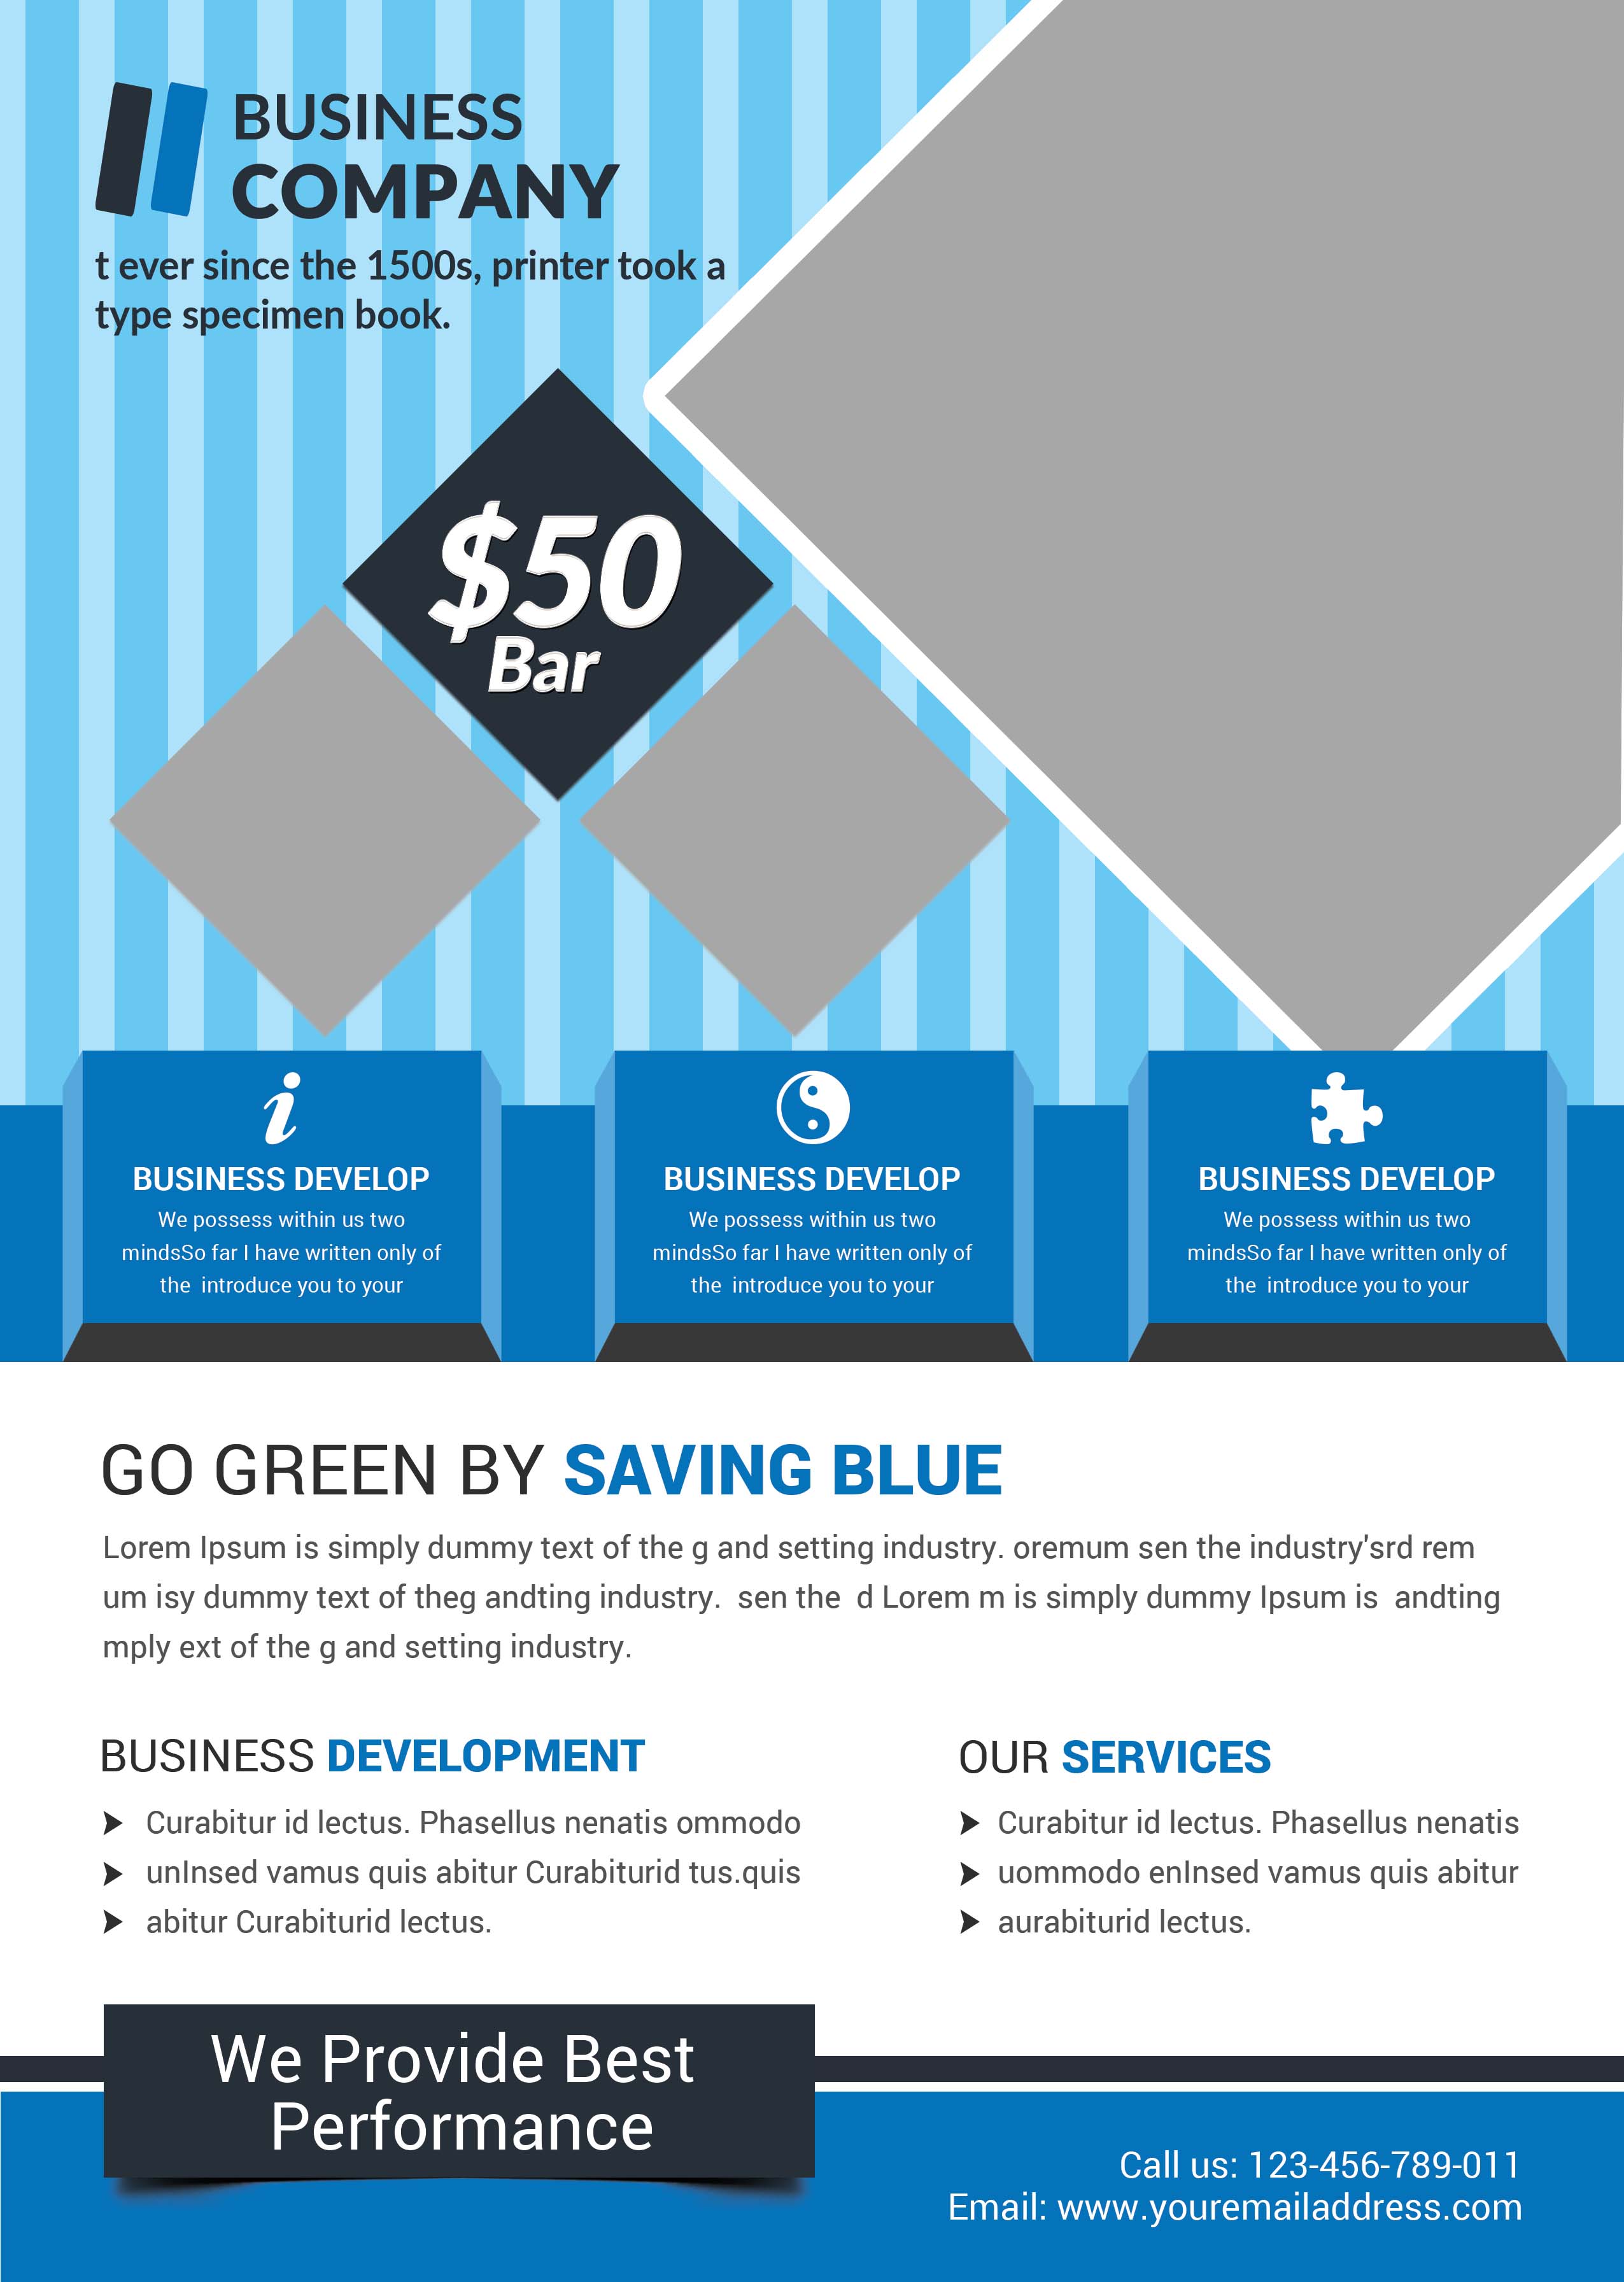 BUSINESS
COMPANY
t ever since the 1500s, printer took a
type specimen book.
$50
Bar
BUSINESS DEVELOP
We possess within us two
mindsSo far I have written only of
the  introduce you to your
BUSINESS DEVELOP
We possess within us two
mindsSo far I have written only of
the  introduce you to your
BUSINESS DEVELOP
We possess within us two
mindsSo far I have written only of
the  introduce you to your
GO GREEN BY SAVING BLUE
Lorem Ipsum is simply dummy text of the g and setting industry. oremum sen the industry'srd rem
um isy dummy text of theg andting industry.  sen the  d Lorem m is simply dummy Ipsum is  andting
mply ext of the g and setting industry.
BUSINESS DEVELOPMENT
Curabitur id lectus. Phasellus nenatis ommodo
unInsed vamus quis abitur Curabiturid tus.quis
abitur Curabiturid lectus.
OUR SERVICES
Curabitur id lectus. Phasellus nenatis
uommodo enInsed vamus quis abitur
aurabiturid lectus.
We Provide Best
Performance
Call us: 123-456-789-011
Email: www.youremailaddress.com